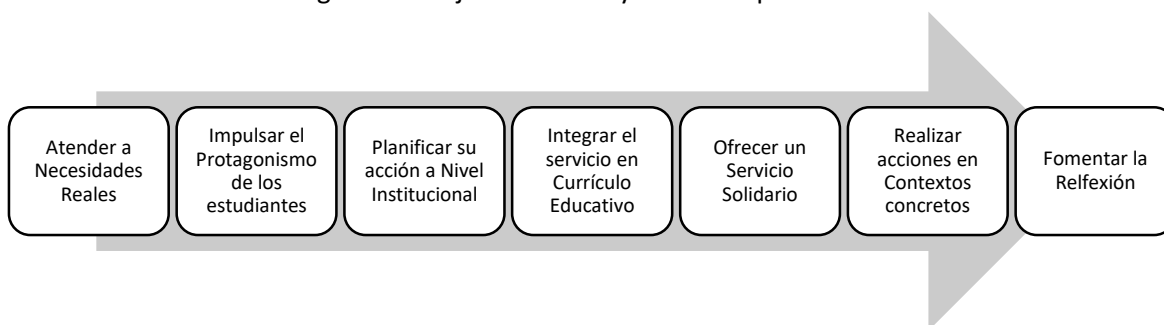 Atender a
Necesidades
Reales
Impulsar el
Protagonismo
de los
estudiantes
Planificar su
acción a Nivel
Institucional
Integrar el
servicio en
Currículo
Educativo
Ofrecer un
Servicio
Solidario
Realizar
acciones en
Contextos
concretos
Fomentar la
Relfexión